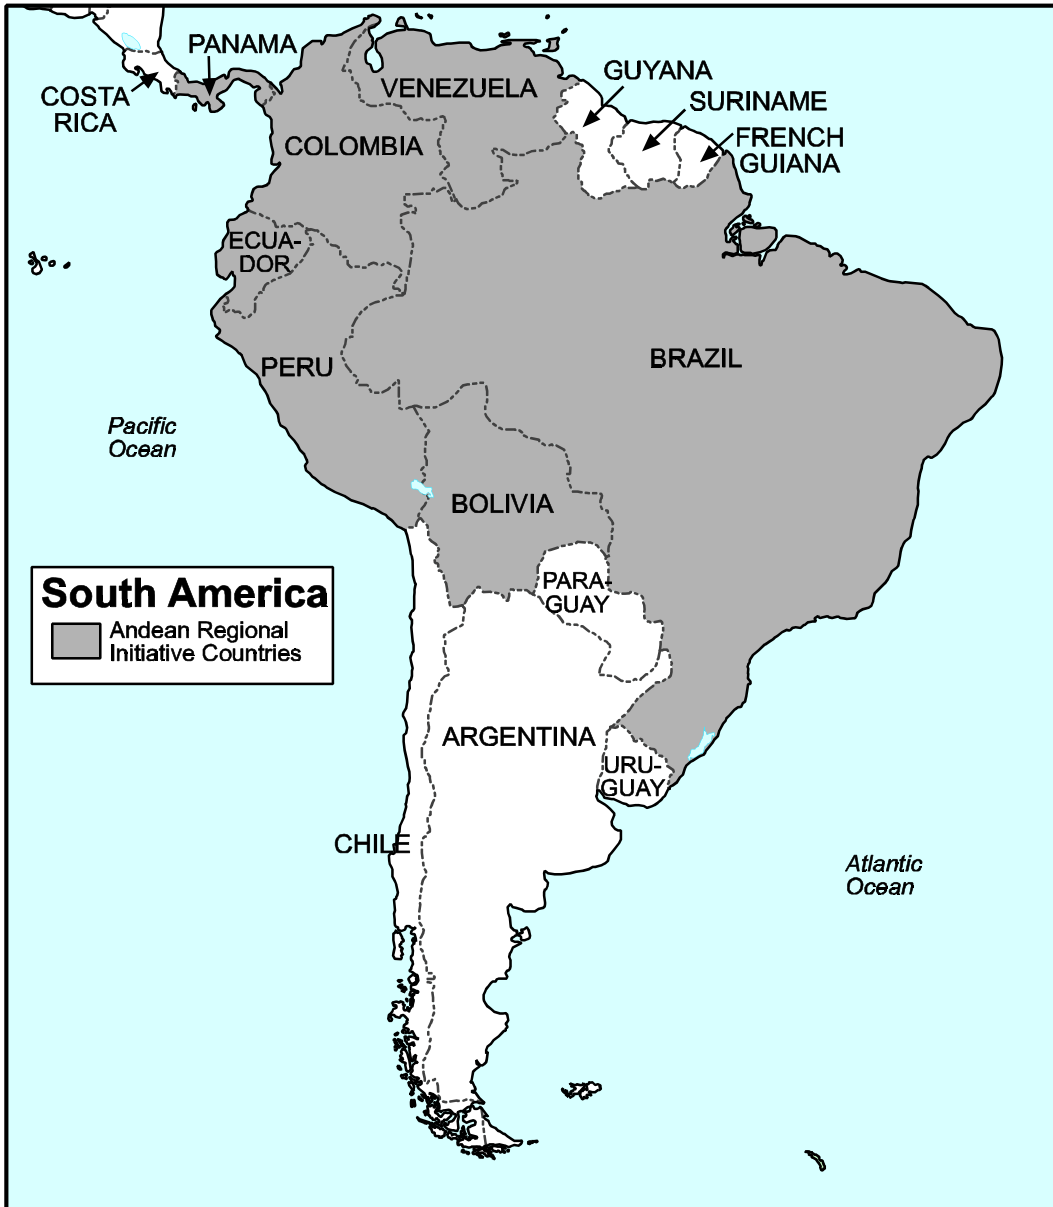 PANAMA
COSTA
RICA
VENEZUELA
GUYANA
SURINAME
FRENCH
GUIANA
COLOMBIA
ECUA-
DOR
PERU
BRAZIL
Pacific
Ocean
BOLIVIA
PARA-
GUAY
South America
Andean Regional
Initiative Countries
ARGENTINA
URU-
GUAY
CHILE
Atlantic
Ocean